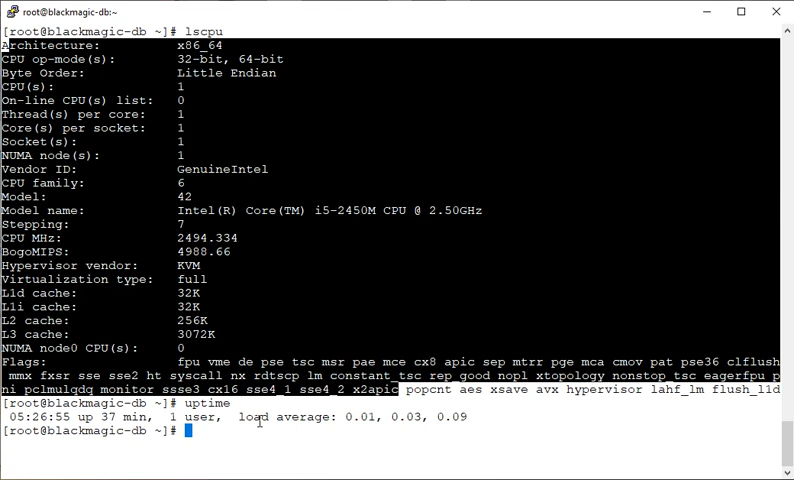 root@blackmagic-db:~
[root@blackmagic-db ~]# lscpu
Architecture: x86_64
CPU op-mode(s): 32-bit, 64-bit
Byte Order: Little Endian
CPU(s): 1
On-line CPU(s) list: 0
Thread(s) per core: 1
Core(s) per socket: 1
Socket(s): 1
NUMA node(s): 1
Vendor ID: GenuineIntel
CPU family: 6
Model: 42
Model name: Intel(R) Core(TM) i5-2450M CPU @ 2.50GHz
Stepping: 7
CPU MHz: 2494.334
BogoMIPS: 4988.66
Hypervisor vendor: KVM
Virtualization type: full
L1d cache: 32K
L1i cache: 32K
L2 cache: 256K
L3 cache: 3072K
NUMA node0 CPU(s): 0
Flags: fpu vme de pse tsc msr pae mce cx8 apic sep mtrr pge mca cmov pat pse36 clflush
mmx fxsr sse sse2 ht syscall nx rdtscp lm constant_tsc rep_good nopl xtopology nonstop_tsc eagerfpu p
ni pclmulqdq monitor ssse3 cx16 sse4_1 sse4_2 x2apic popcnt aes xsave avx hypervisor lahf_lm flush_l1d
[root@blackmagic-db ~]# uptime
05:26:55 up 37 min, 1 user, load average: 0.01, 0.03, 0.09
[root@blackmagic-db ~]#